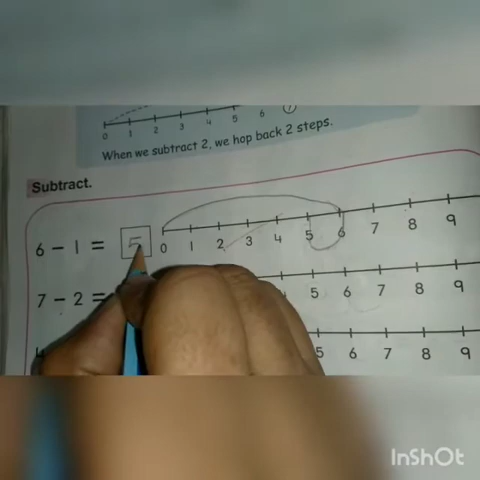 0 1 2 3 4 5 6 7
When we subtract 2, we hop back 2 steps.
Subtract.
6 - 1 = 5 0 1 2 3 4 5 6 7 8 9
7 - 2 = 5 6 7 8 9
5 6 7 8 9
InShOt